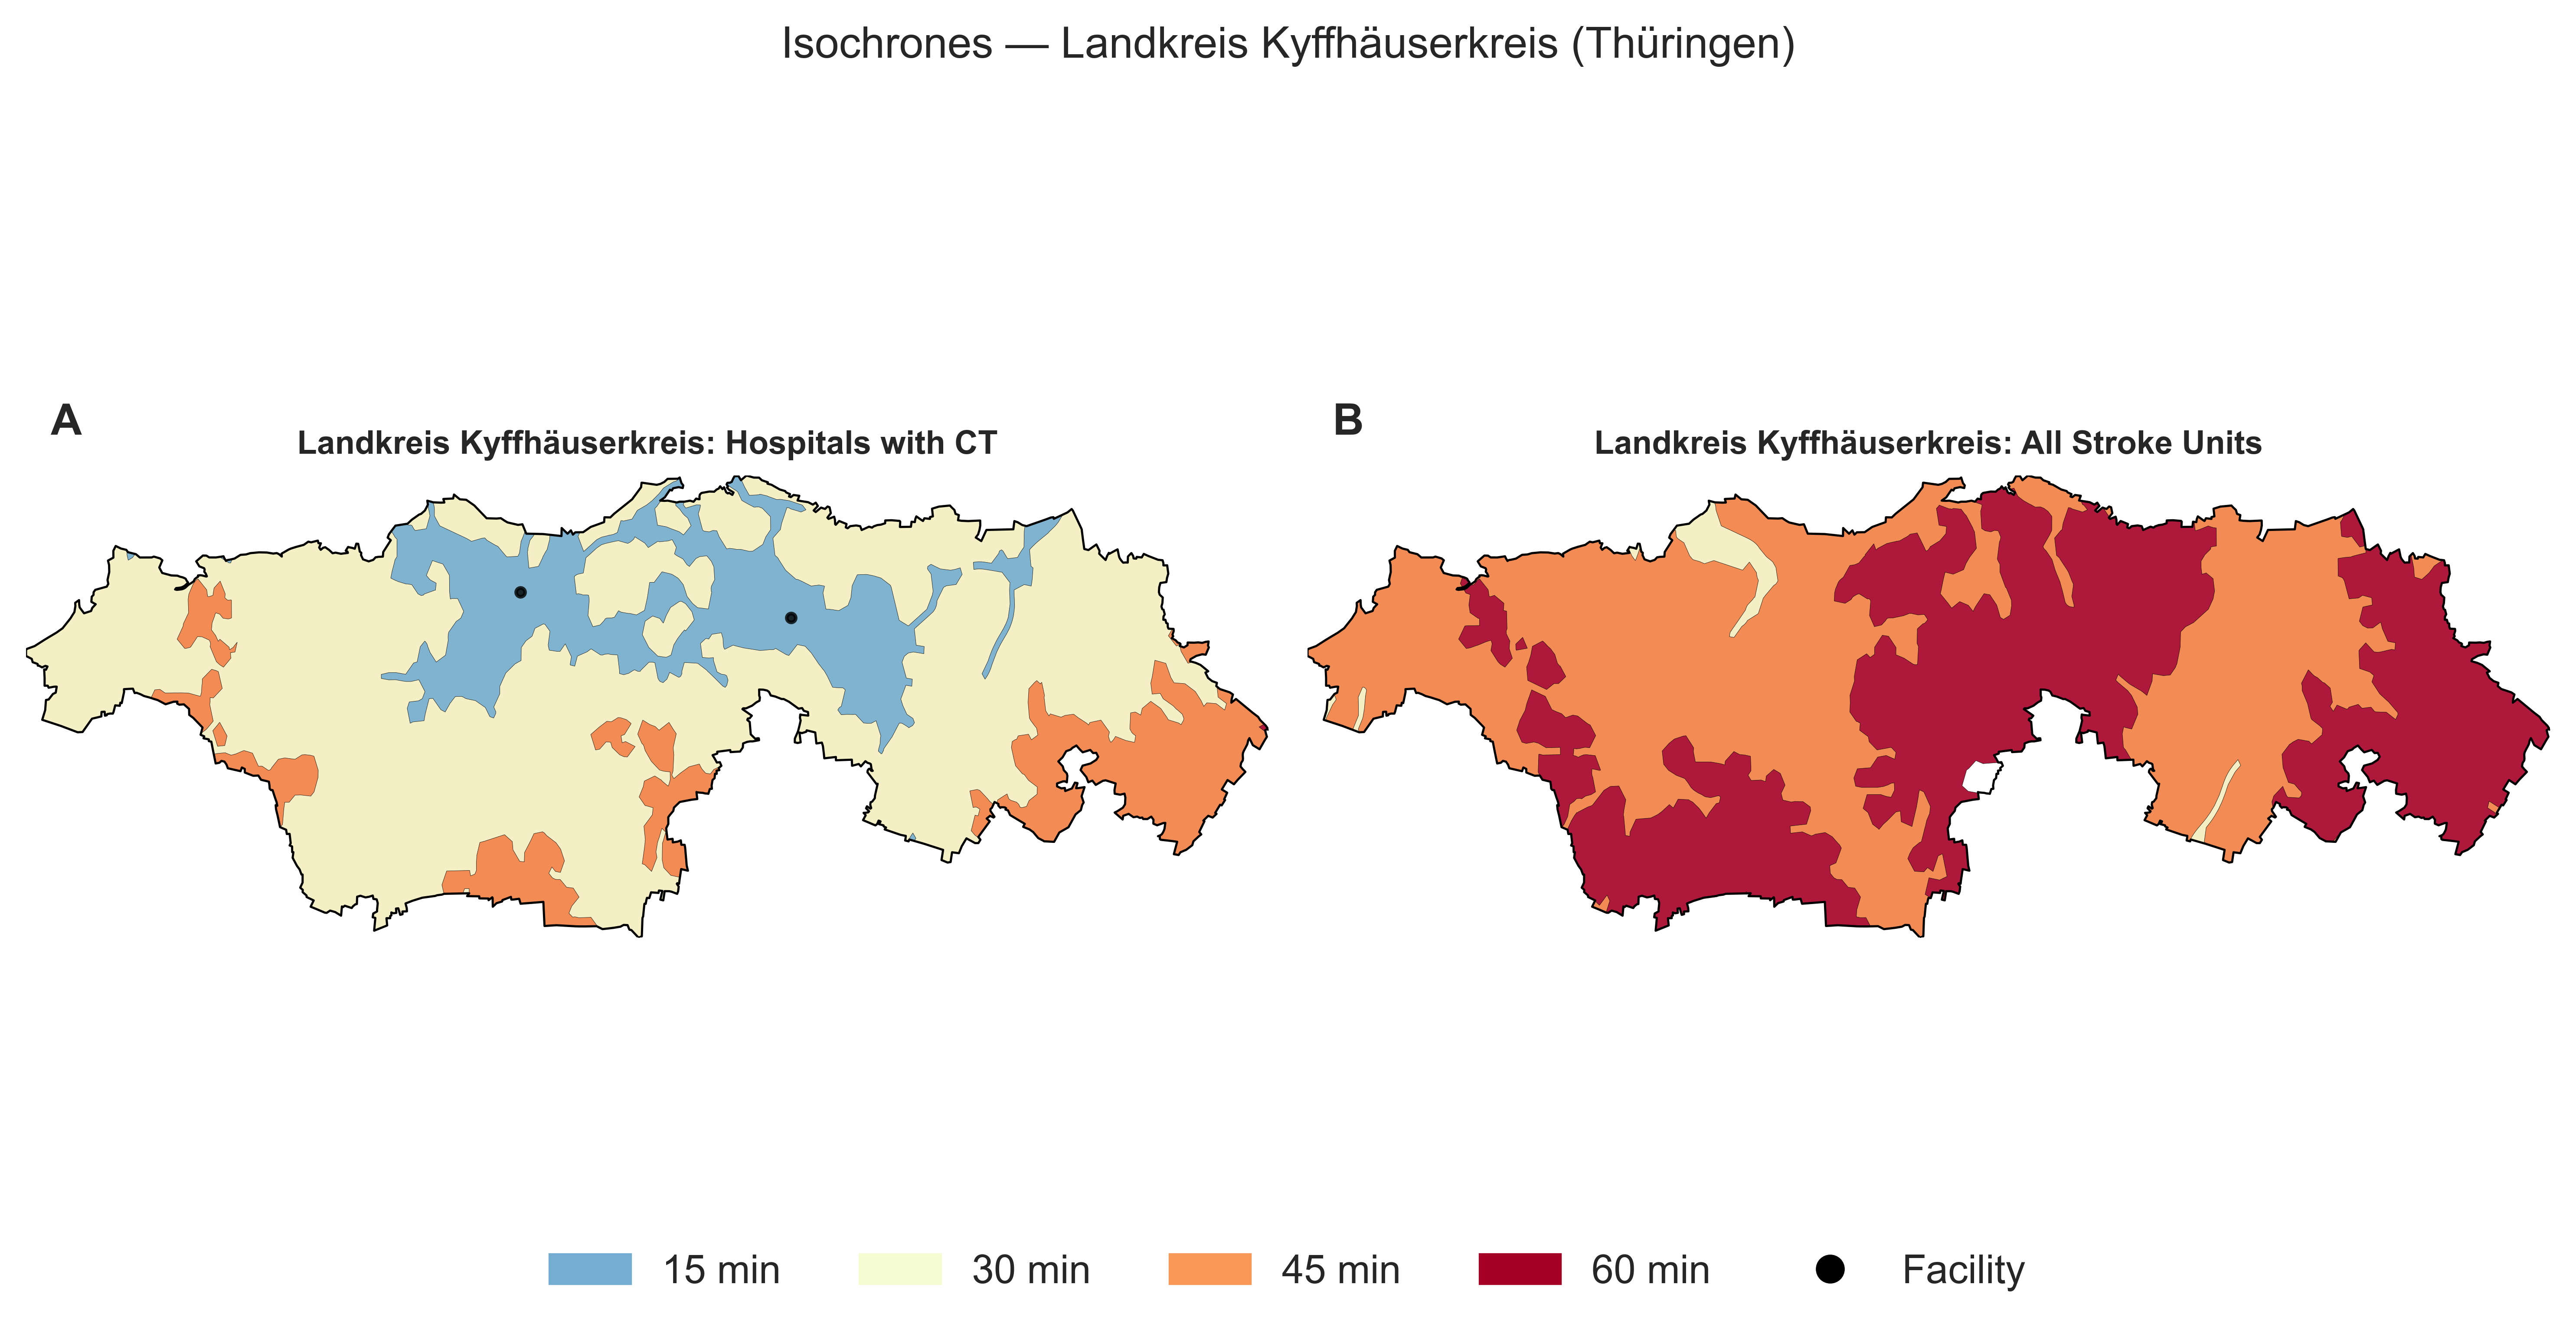 Isochrones — Landkreis Kyffhäuserkreis (Thüringen)
A
Landkreis Kyffhäuserkreis: Hospitals with CT
B
Landkreis Kyffhäuserkreis: All Stroke Units
15 min
30 min
45 min
60 min
Facility